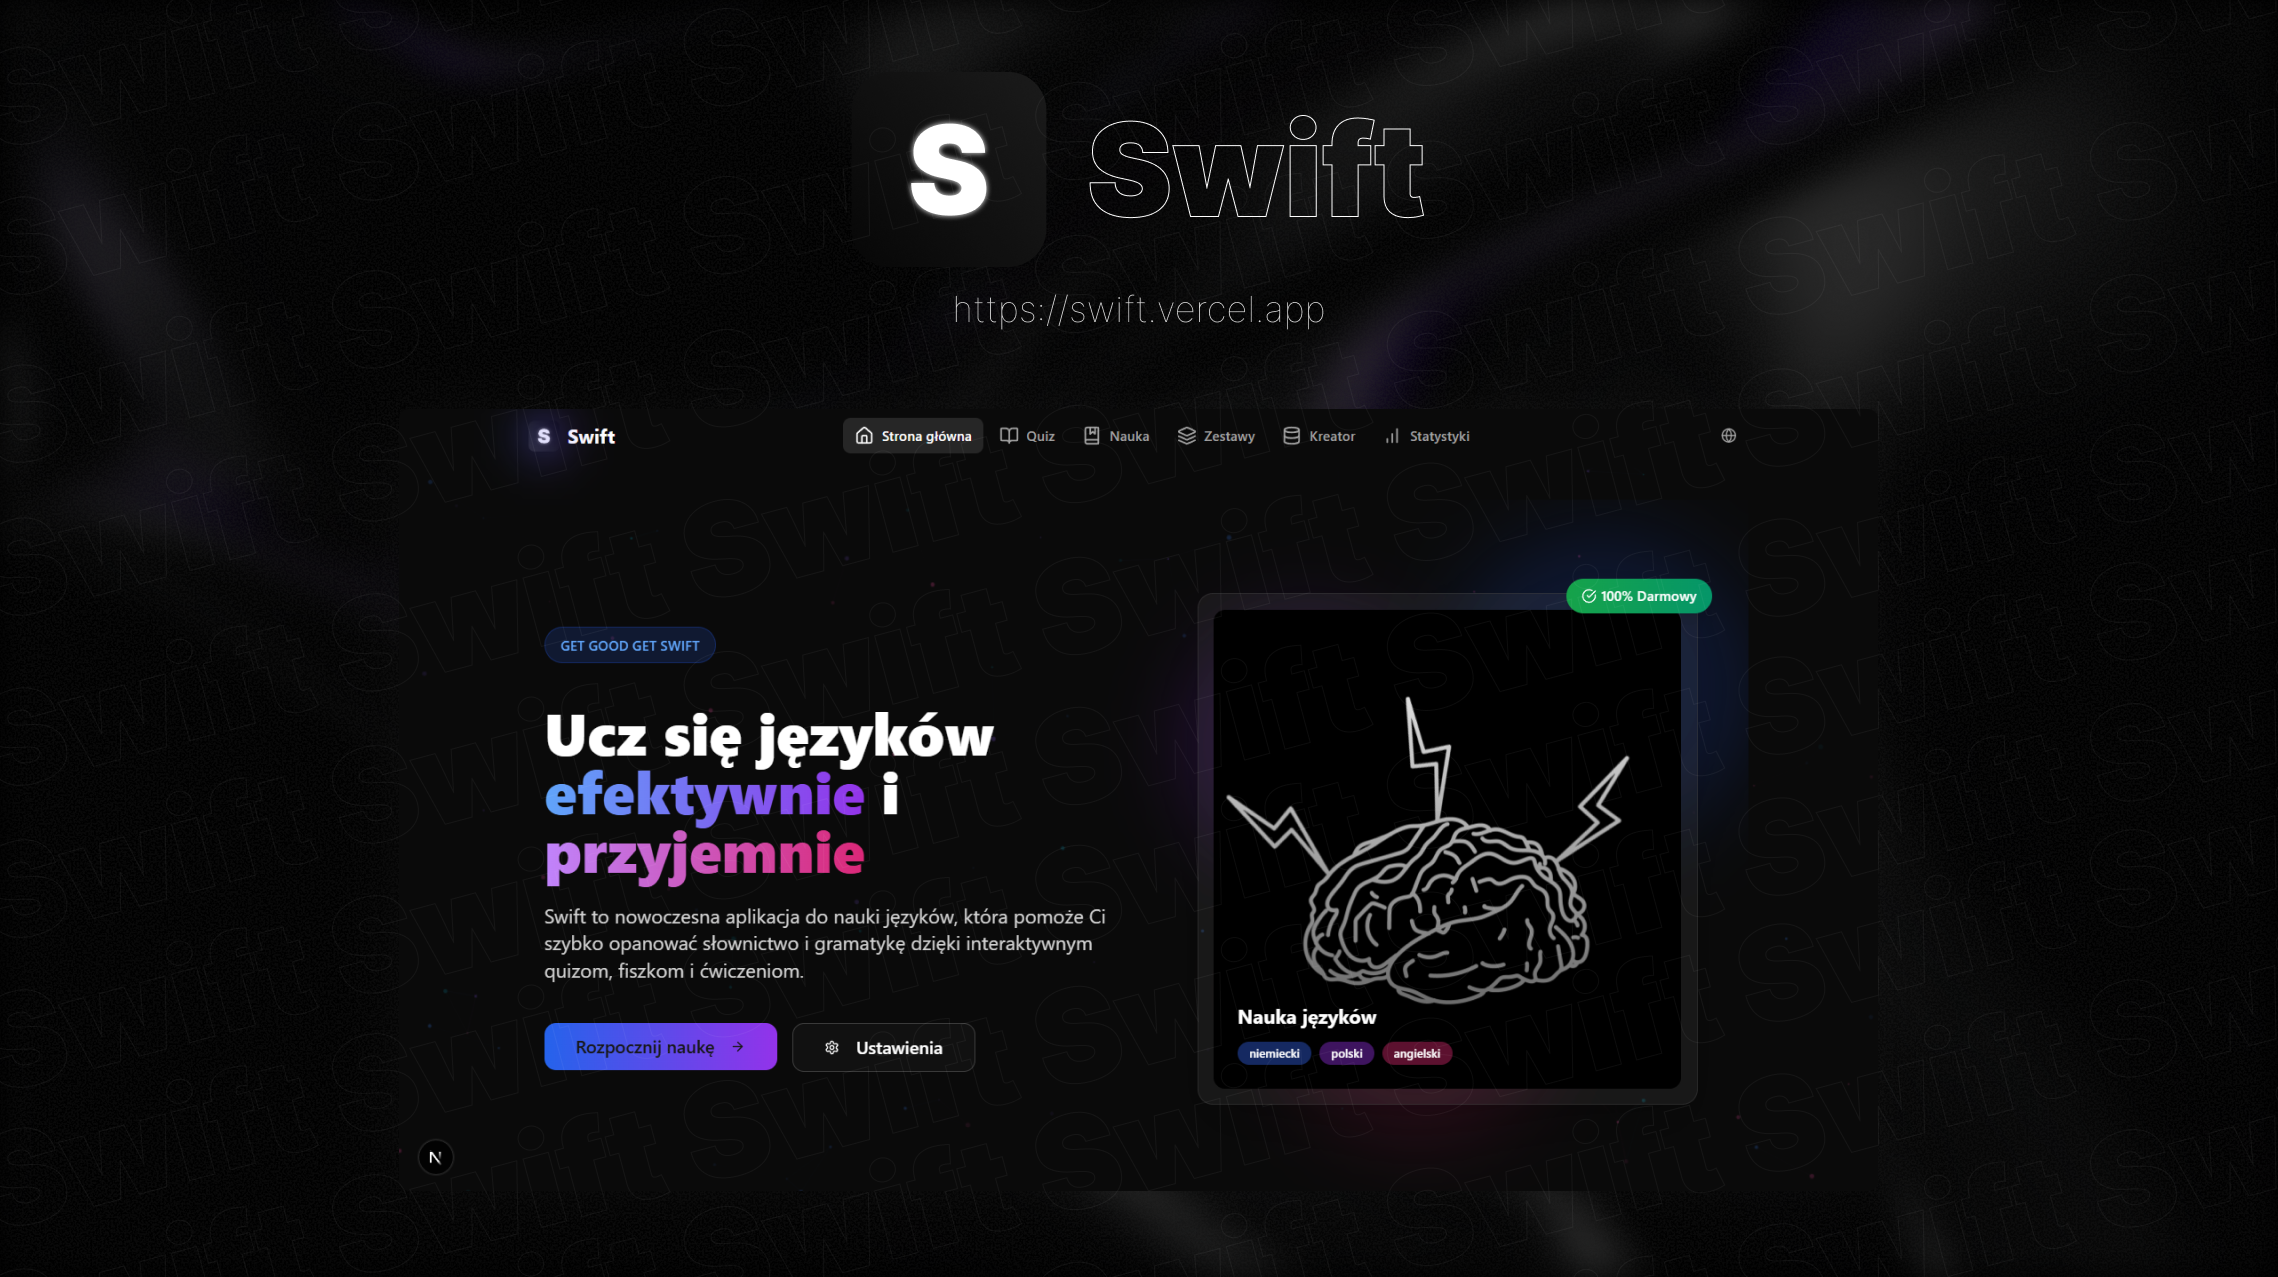 S Swift
https://swift.vercel.app
S Swift Strona główna Quiz Nauka Zestawy Kreator Statystyki
100% Darmowy
GET GOOD GET SWIFT
Ucz się języków
efektywnie i
przyjemnie
Swift to nowoczesna aplikacja do nauki języków, która pomoże Ci
szybko opanować słownictwo i gramatykę dzięki interaktywnym
quizom, fiszkom i ćwiczeniom.
Rozpocznij naukę → Ustawienia
Nauka języków
niemiecki polski angielski
N